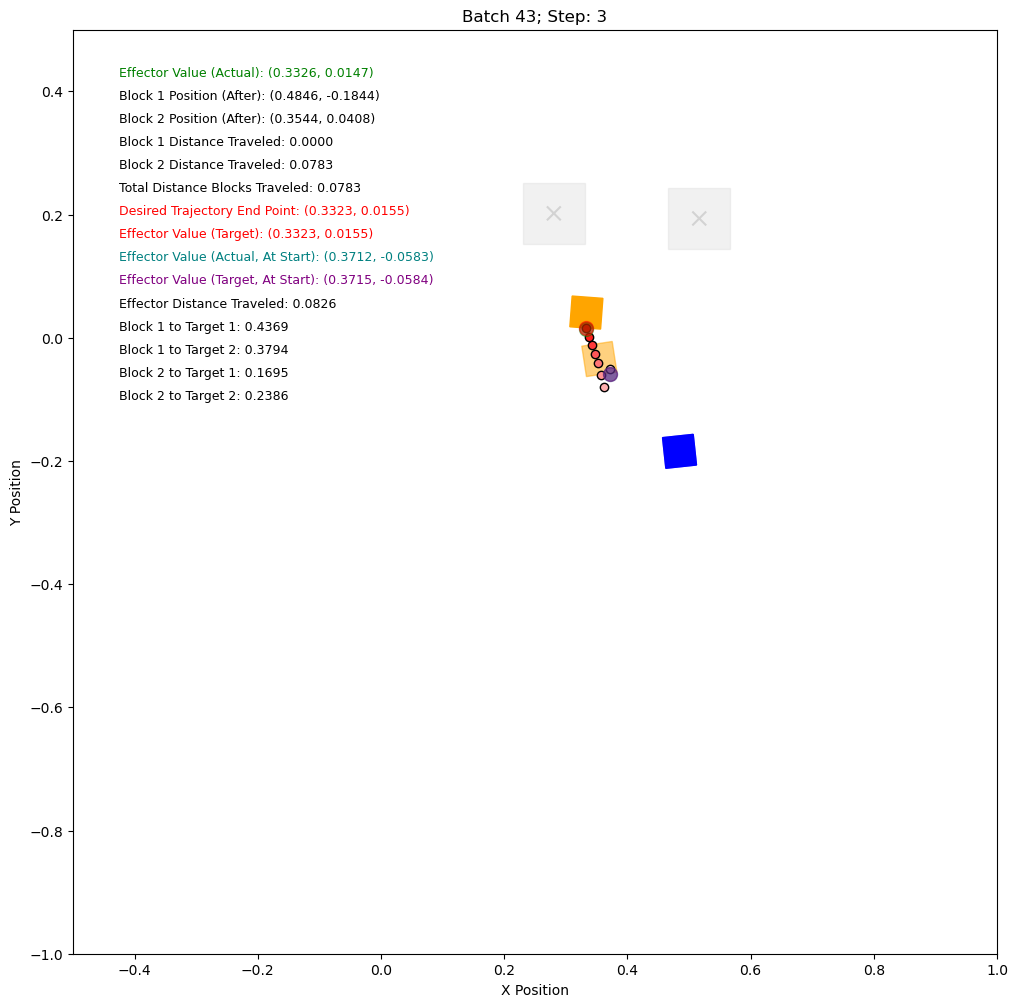 Batch 43; Step: 3
Effector Value (Actual): (0.3326, 0.0147)
Block 1 Position (After): (0.4846, -0.1844)
Block 2 Position (After): (0.3544, 0.0408)
Block 1 Distance Traveled: 0.0000
Block 2 Distance Traveled: 0.0783
Total Distance Blocks Traveled: 0.0783
Desired Trajectory End Point: (0.3323, 0.0155)
Effector Value (Target): (0.3323, 0.0155)
Effector Value (Actual, At Start): (0.3712, -0.0583)
Effector Value (Target, At Start): (0.3715, -0.0584)
Effector Distance Traveled: 0.0826
Block 1 to Target 1: 0.4369
Block 1 to Target 2: 0.3794
Block 2 to Target 1: 0.1695
Block 2 to Target 2: 0.2386
Y Position
0.4
0.2
0.0
−0.2
−0.4
−0.6
−0.8
−1.0
−0.4
−0.2
0.0
0.2
0.4
0.6
0.8
1.0
X Position